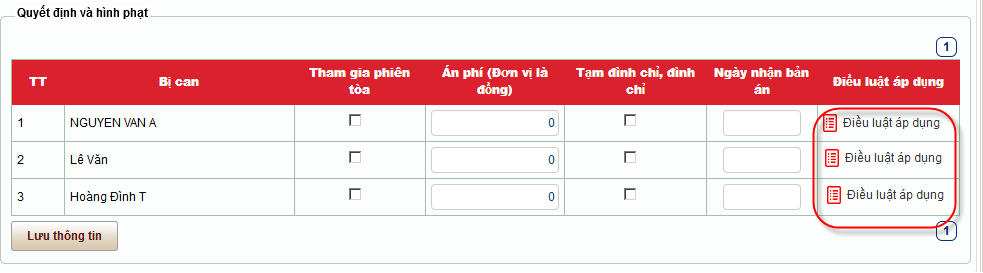 Quyết định và hình phạt
1
TT Bị can Tham gia phiên tòa Án phí (Đơn vị là đồng) Tạm đình chỉ, đình chỉ Ngày nhận bản án Điều luật áp dụng
1 NGUYEN VAN A 0 Điều luật áp dụng
2 Lê Văn 0 Điều luật áp dụng
3 Hoàng Đình T 0 Điều luật áp dụng
Lưu thông tin 1